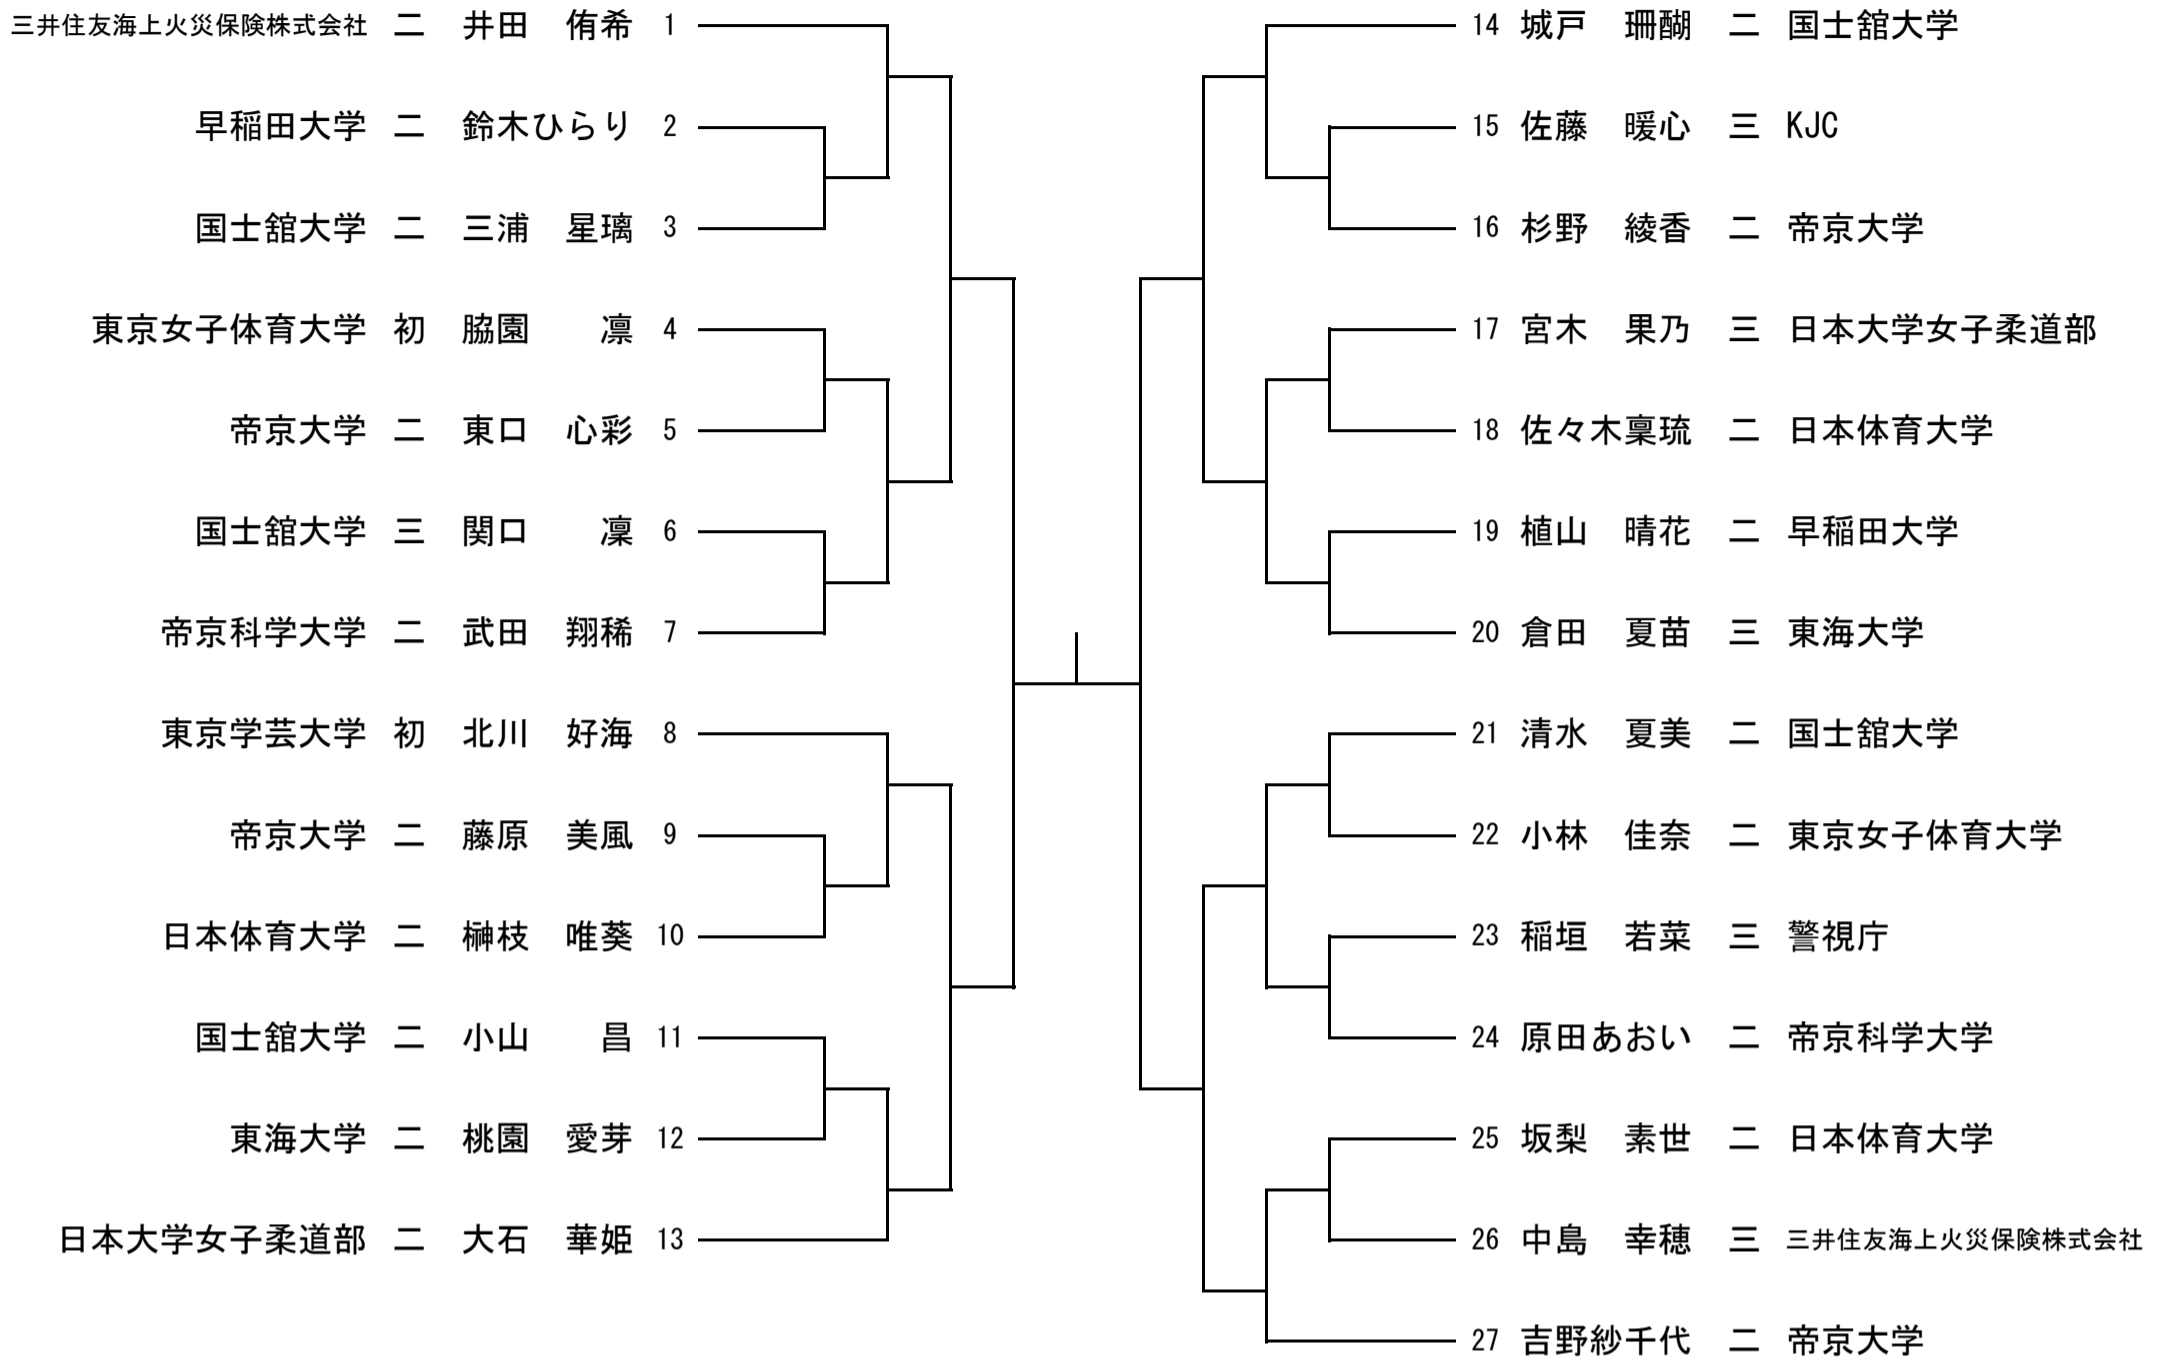 三井住友海上火災保険株式会社 二 井田 侑希 1
早稲田大学 二 鈴木ひらり 2
国士舘大学 二 三浦 星璃 3
東京女子体育大学 初 脇園 凛 4
帝京大学 二 東口 心彩 5
国士舘大学 三 関口 凜 6
帝京科学大学 二 武田 翔稀 7
東京学芸大学 初 北川 好海 8
帝京大学 二 藤原 美風 9
日本体育大学 二 榊枝 唯葵 10
国士舘大学 二 小山 昌 11
東海大学 二 桃園 愛芽 12
日本大学女子柔道部 二 大石 華姫 13
14 城戸 珊醐 二 国士舘大学
15 佐藤 暖心 三 KJC
16 杉野 綾香 二 帝京大学
17 宮木 果乃 三 日本大学女子柔道部
18 佐々木稟琉 二 日本体育大学
19 植山 晴花 二 早稲田大学
20 倉田 夏苗 三 東海大学
21 清水 夏美 二 国士舘大学
22 小林 佳奈 二 東京女子体育大学
23 稲垣 若菜 三 警視庁
24 原田あおい 二 帝京科学大学
25 坂梨 素世 二 日本体育大学
26 中島 幸穂 三 三井住友海上火災保険株式会社
27 吉野紗千代 二 帝京大学